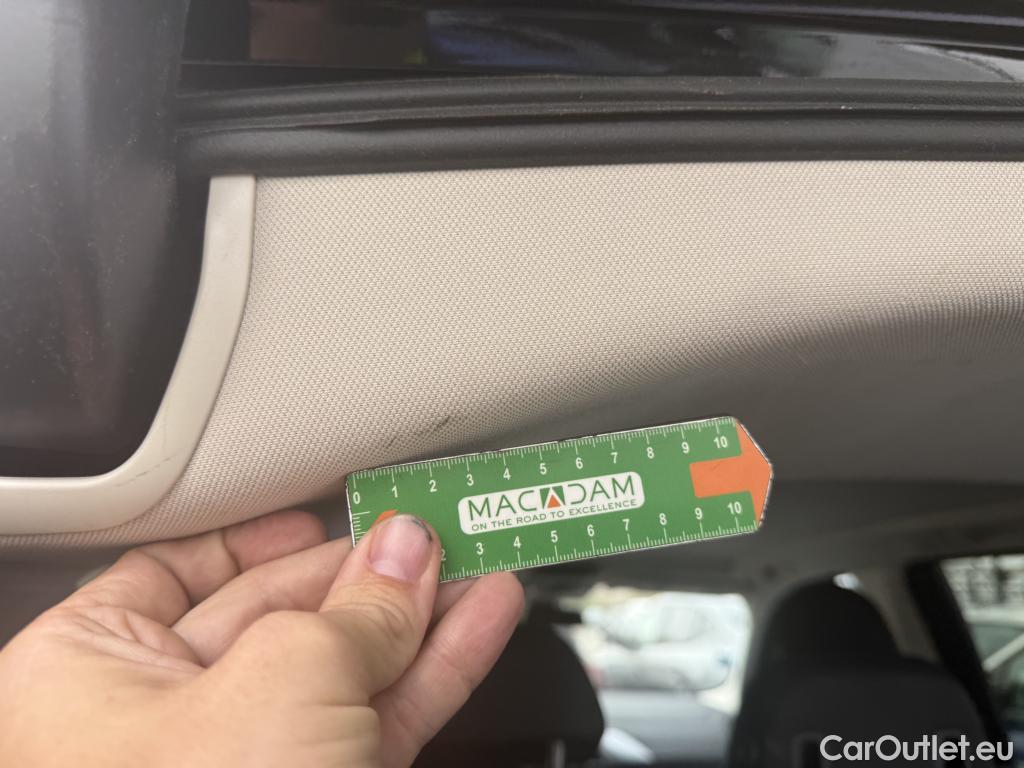 0 1 2 3 4 5 6 7 8 9 10
MACADAM
ON THE ROAD TO EXCELLENCE
2 3 4 5 6 7 8 9 10
CarOutlet.eu